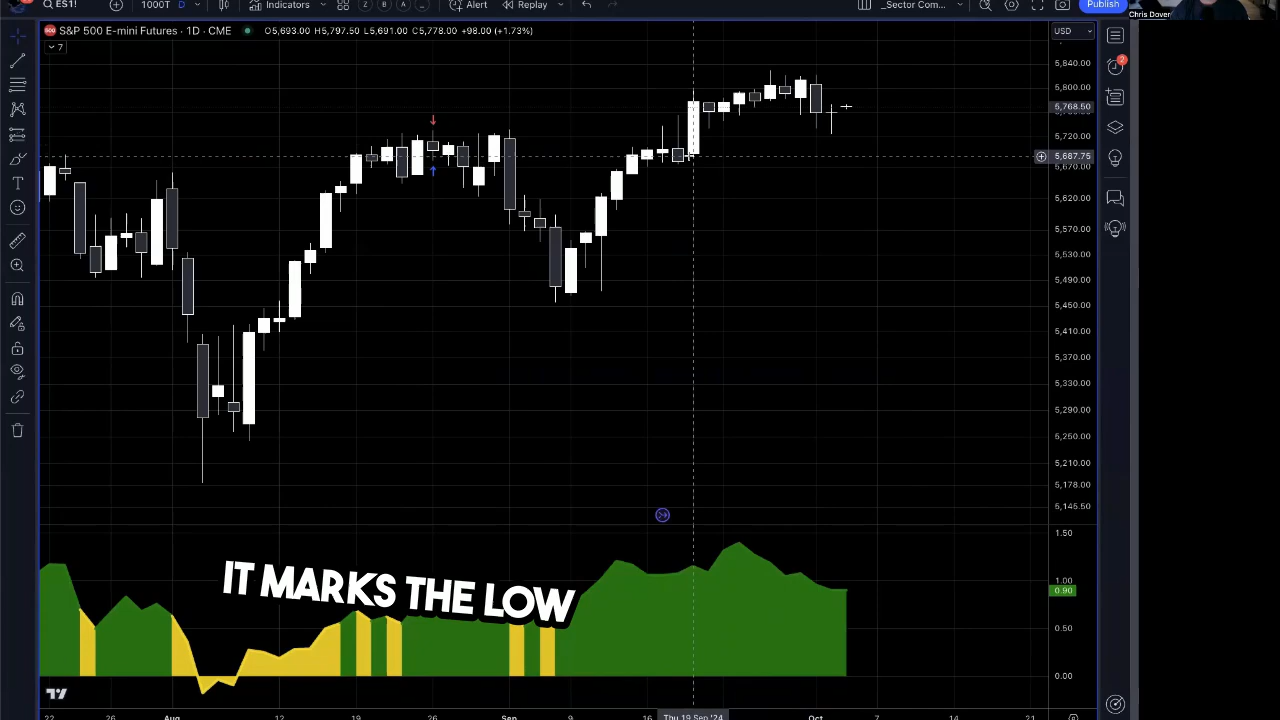 ES1!
1000T
D
Indicators
Z
B
A
Alert
Replay
_Sector Com...
Publish
Chris Dover
S&P 500 E-mini Futures · 1D · CME
O5,693.00 H5,797.50 L5,691.00 C5,778.00 +98.00 (+1.73%)
USD
7
2
5,840.00
5,800.00
5,768.50
5,720.00
5,687.75
5,670.00
5,620.00
5,570.00
5,530.00
5,490.00
5,450.00
5,410.00
5,370.00
5,330.00
5,290.00
5,250.00
5,210.00
5,178.00
5,145.50
1.50
1.00
0.90
0.50
0.00
IT MARKS THE LOW
22
26
Aug
12
19
26
Sep
9
16
Thu 19 Sep '24
Oct
7
14
21